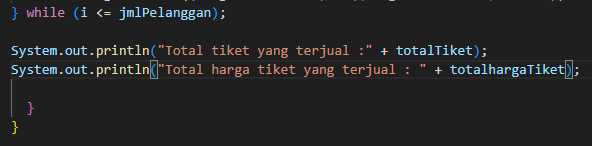 } while (i <= jmlPelanggan);
System.out.println("Total tiket yang terjual :" + totalTiket);
System.out.println("Total harga tiket yang terjual : " + totalhargaTiket);
}
}